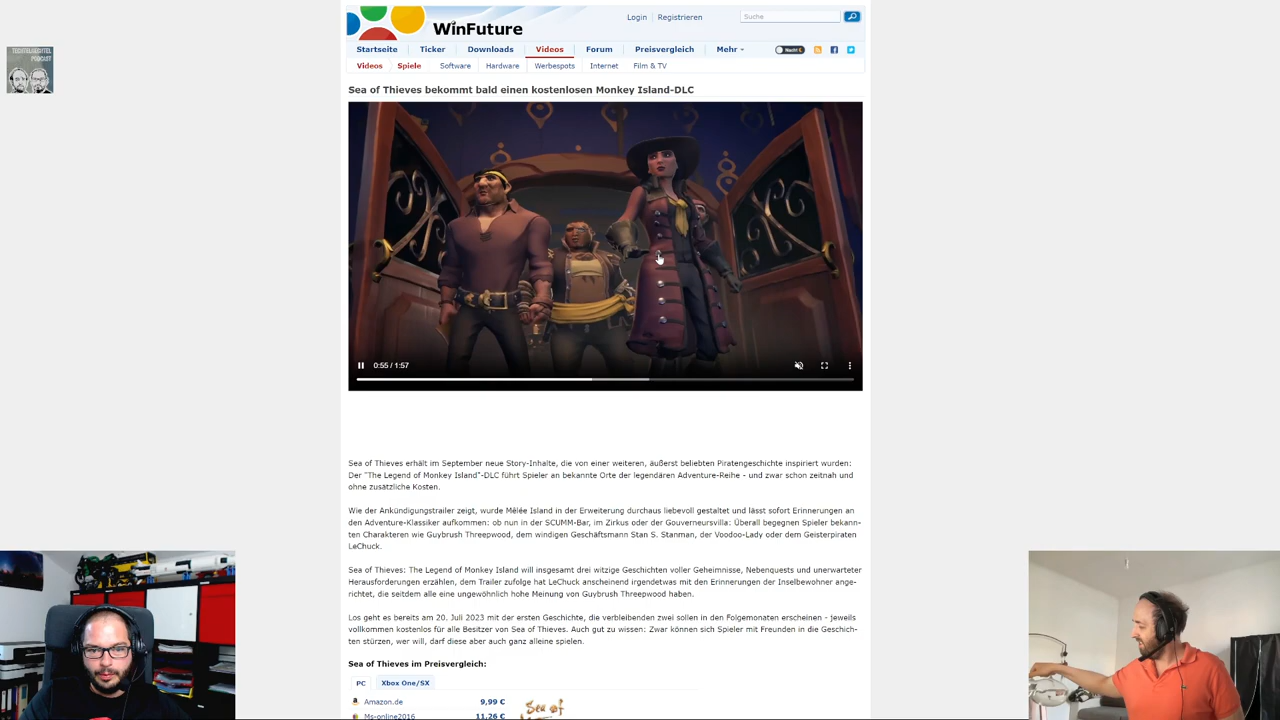 TECHTELMECHTEL
PODCAST
WinFuture
Login | Registrieren
Suche
Startseite | Ticker | Downloads | Videos | Forum | Preisvergleich | Mehr
Nacht
Videos Spiele Software Hardware Werbespots Internet Film & TV
Sea of Thieves bekommt bald einen kostenlosen Monkey Island-DLC
0:55 / 1:57
Sea of Thieves erhält im September neue Story-Inhalte, die von einer weiteren, äußerst beliebten Piratengeschichte inspiriert wurden:
Der "The Legend of Monkey Island"-DLC führt Spieler an bekannte Orte der legendären Adventure-Reihe - und zwar schon zeitnah und
ohne zusätzliche Kosten.
Wie der Ankündigungstrailer zeigt, wurde Mêlée Island in der Erweiterung durchaus liebevoll gestaltet und lässt sofort Erinnerungen an
den Adventure-Klassiker aufkommen: ob nun in der SCUMM-Bar, im Zirkus oder der Gouverneursvilla: Überall begegnen Spieler bekann-
ten Charakteren wie Guybrush Threepwood, dem windigen Geschäftsmann Stan S. Stanman, der Voodoo-Lady oder dem Geisterpiraten
LeChuck.
Sea of Thieves: The Legend of Monkey Island will insgesamt drei witzige Geschichten voller Geheimnisse, Nebenquests und unerwarteter
Herausforderungen erzählen, dem Trailer zufolge hat LeChuck anscheinend irgendetwas mit den Erinnerungen der Inselbewohner ange-
richtet, die seitdem alle eine ungewöhnlich hohe Meinung von Guybrush Threepwood haben.
Los geht es bereits am 20. Juli 2023 mit der ersten Geschichte, die verbleibenden zwei sollen in den Folgemonaten erscheinen - jeweils
vollkommen kostenlos für alle Besitzer von Sea of Thieves. Auch gut zu wissen: Zwar können sich Spieler mit Freunden in die Geschich-
ten stürzen, wer will, darf diese aber auch ganz alleine spielen.
Sea of Thieves im Preisvergleich:
PC Xbox One/SX
Amazon.de 9,99 €
Ms-online2016 11,26 €
Sea of